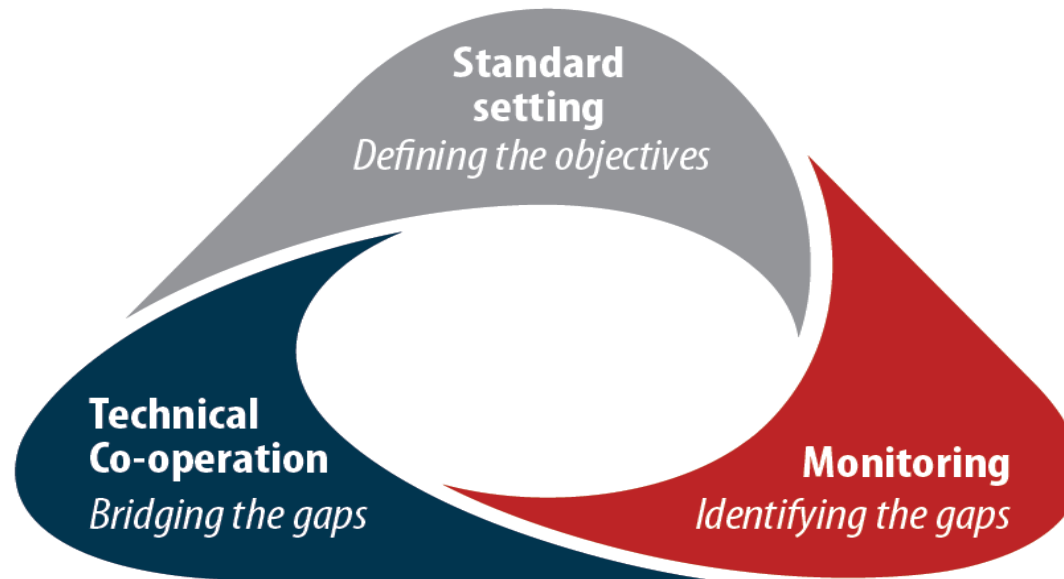 Standard
setting
Defining the objectives
Technical
Co-operation
Bridging the gaps
Monitoring
Identifying the gaps